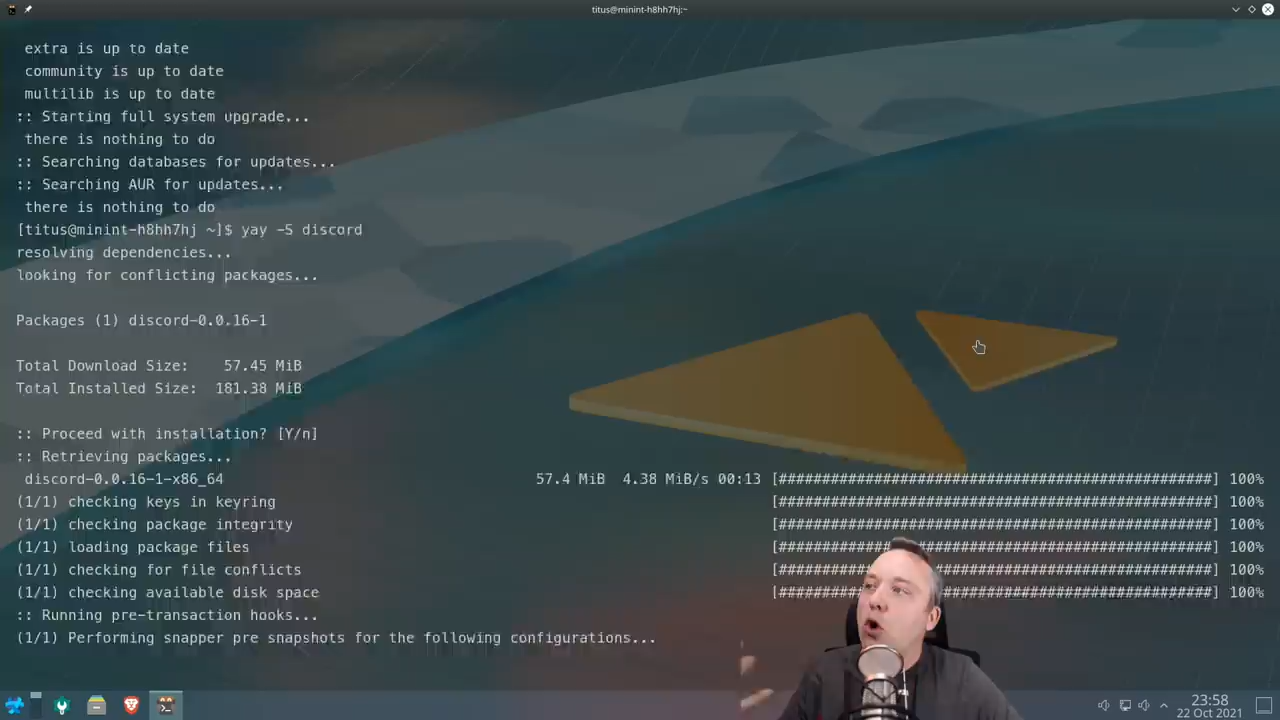 titus@minint-h8hh7hj:~
extra is up to date
community is up to date
multilib is up to date
:: Starting full system upgrade...
there is nothing to do
:: Searching databases for updates...
:: Searching AUR for updates...
there is nothing to do
[titus@minint-h8hh7hj ~]$ yay -S discord
resolving dependencies...
looking for conflicting packages...
Packages (1) discord-0.0.16-1
Total Download Size: 57.45 MiB
Total Installed Size: 181.38 MiB
:: Proceed with installation? [Y/n]
:: Retrieving packages...
discord-0.0.16-1-x86_64 57.4 MiB 4.38 MiB/s 00:13 [###################################################] 100%
(1/1) checking keys in keyring [###################################################] 100%
(1/1) checking package integrity [###################################################] 100%
(1/1) loading package files [###################################################] 100%
(1/1) checking for file conflicts [###################################################] 100%
(1/1) checking available disk space [###################################################] 100%
:: Running pre-transaction hooks...
(1/1) Performing snapper pre snapshots for the following configurations...
23:58
22 Oct 2021